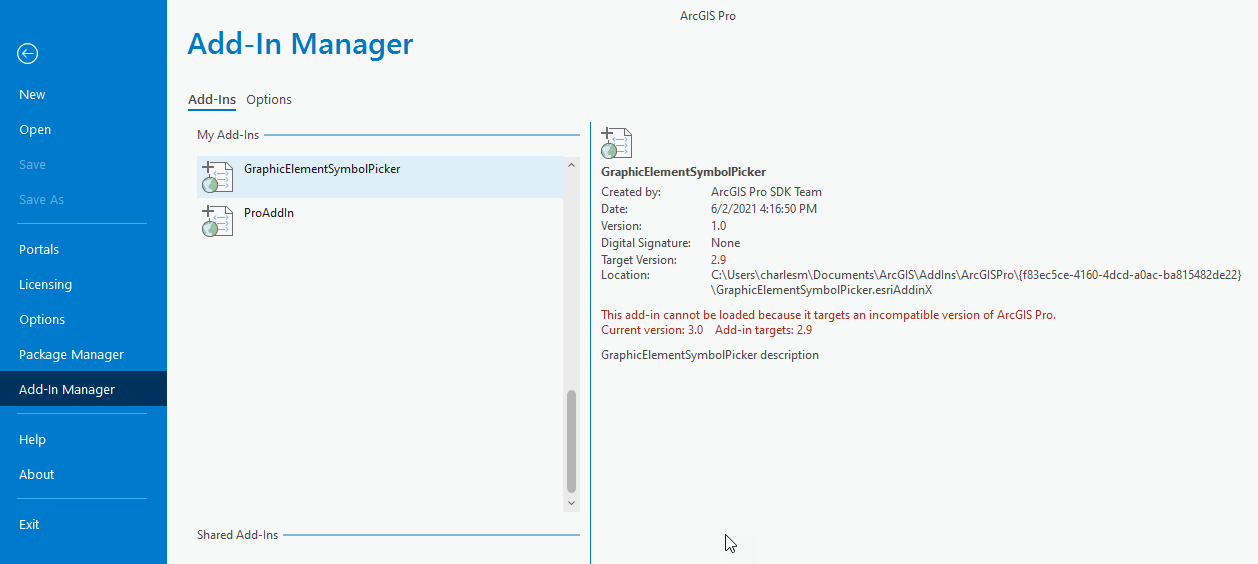 ArcGIS Pro
Add-In Manager
New
Open
Save
Save As
Portals
Licensing
Options
Package Manager
Add-In Manager
Help
About
Exit
Add-Ins Options
My Add-Ins
GraphicElementSymbolPicker
ProAddIn
Shared Add-Ins
GraphicElementSymbolPicker
Created by: ArcGIS Pro SDK Team
Date: 6/2/2021 4:16:50 PM
Version: 1.0
Digital Signature: None
Target Version: 2.9
Location: C:\Users\charlesm\Documents\ArcGIS\AddIns\ArcGISPro\{f83ec5ce-4160-4dcd-a0ac-ba815482de22}
\GraphicElementSymbolPicker.esriAddinX
This add-in cannot be loaded because it targets an incompatible version of ArcGIS Pro.
Current version: 3.0 Add-in targets: 2.9
GraphicElementSymbolPicker description